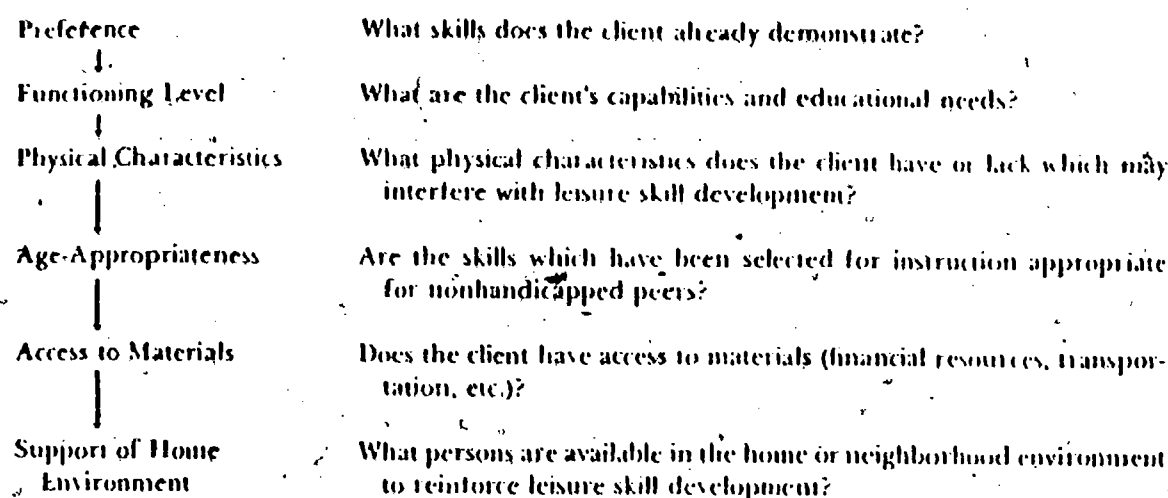 Preference What skills does the client already demonstrate?
Functioning Level What are the client's capabilities and educational needs?
Physical Characteristics What physical characteristics does the client have or lack which may
interfere with leisure skill development?
Age-Appropriateness Are the skills which have been selected for instruction appropriate
for nonhandicapped peers?
Access to Materials Does the client have access to materials (financial resources, transpor-
tation, etc.)?
Support of Home What persons are available in the home or neighborhood environment
Environment to reinforce leisure skill development?